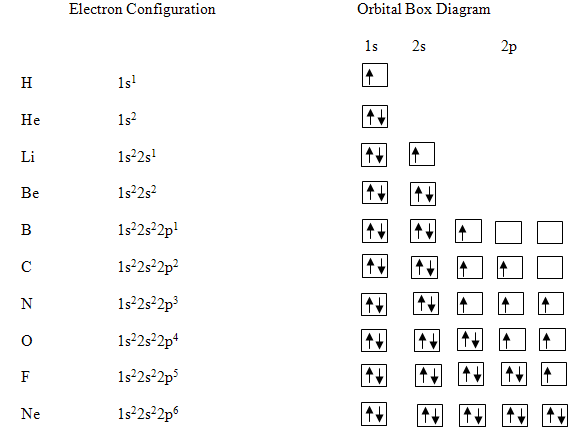 Electron Configuration Orbital Box Diagram
1s 2s 2p
H 1s¹
He 1s²
Li 1s²2s¹
Be 1s²2s²
B 1s²2s²2p¹
C 1s²2s²2p²
N 1s²2s²2p³
O 1s²2s²2p⁴
F 1s²2s²2p⁵
Ne 1s²2s²2p⁶